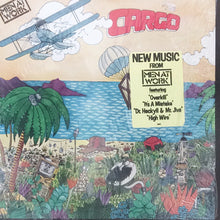 MEN AT
WORK
CARGO
NEW MUSIC
FROM
MEN AT
WORK
featuring
"Overkill"
"It's A Mistake"
"Dr. Heckyll & Mr. Jive"
"High Wire"